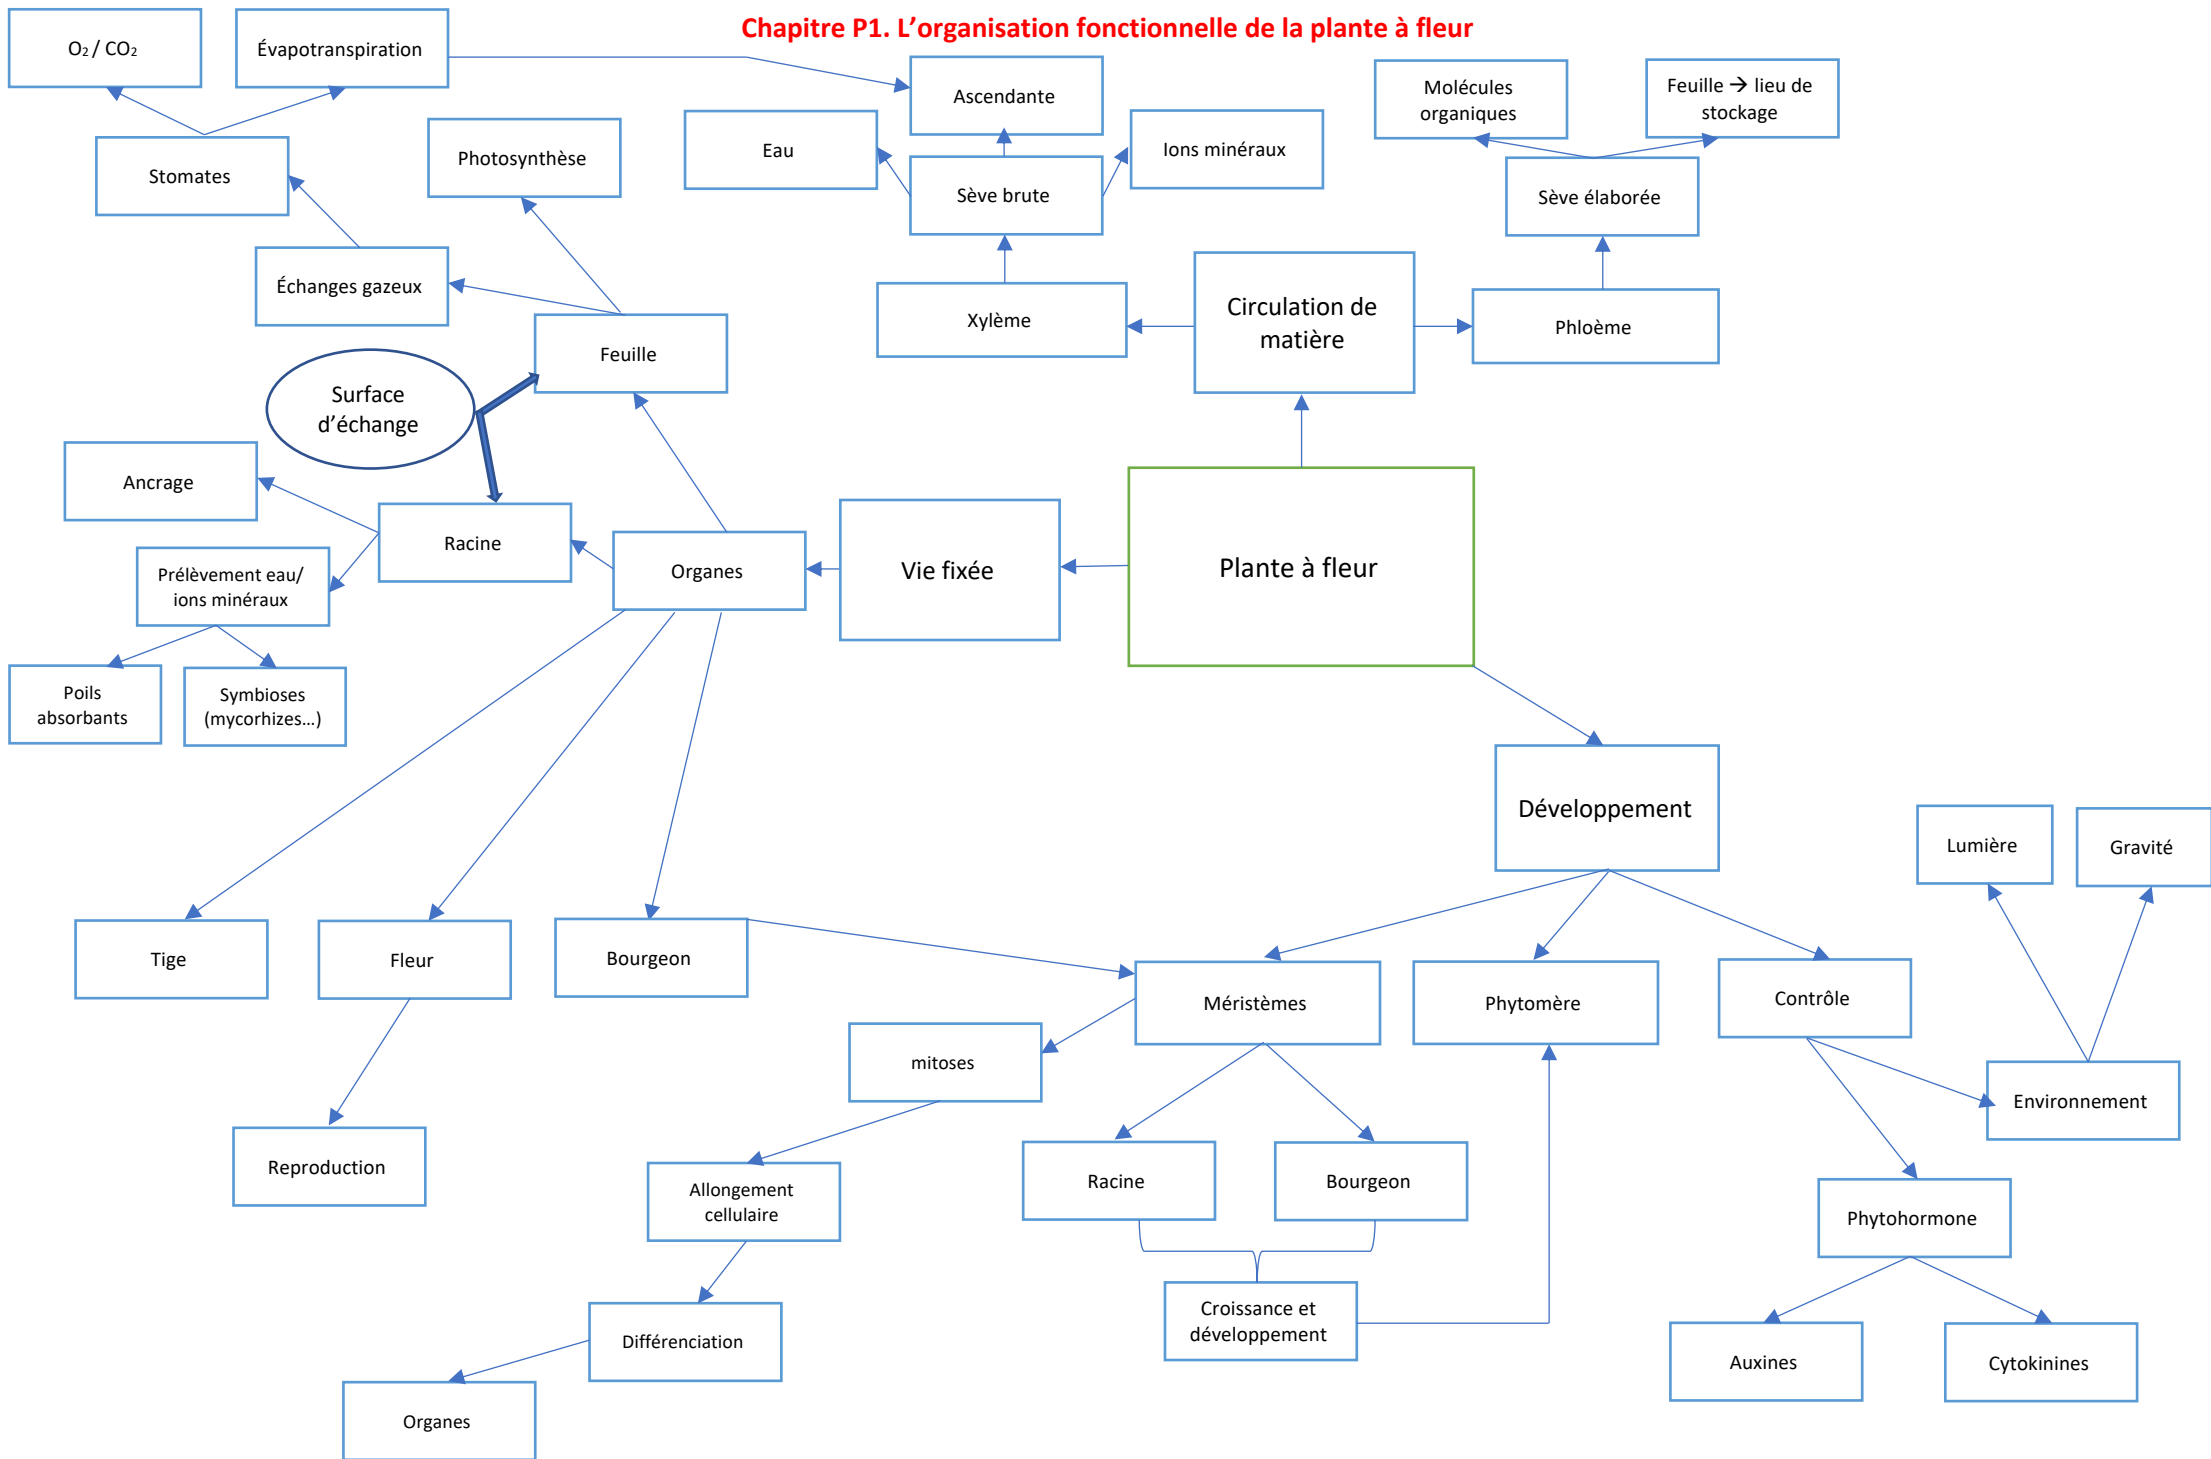 Chapitre P1. L'organisation fonctionnelle de la plante à fleur
O₂ / CO₂
Évapotranspiration
Ascendante
Molécules
organiques
Feuille → lieu de
stockage
Stomates
Photosynthèse
Eau
Sève brute
Ions minéraux
Sève élaborée
Échanges gazeux
Xylème
Circulation de
matière
Phloème
Feuille
Surface
d'échange
Ancrage
Racine
Organes
Vie fixée
Plante à fleur
Prélèvement eau/
ions minéraux
Poils
absorbants
Symbioses
(mycorhizes…)
Développement
Lumière
Gravité
Tige
Fleur
Bourgeon
Méristèmes
Phytomère
Contrôle
mitoses
Environnement
Reproduction
Allongement
cellulaire
Racine
Bourgeon
Phytohormone
Croissance et
développement
Différenciation
Auxines
Cytokinines
Organes